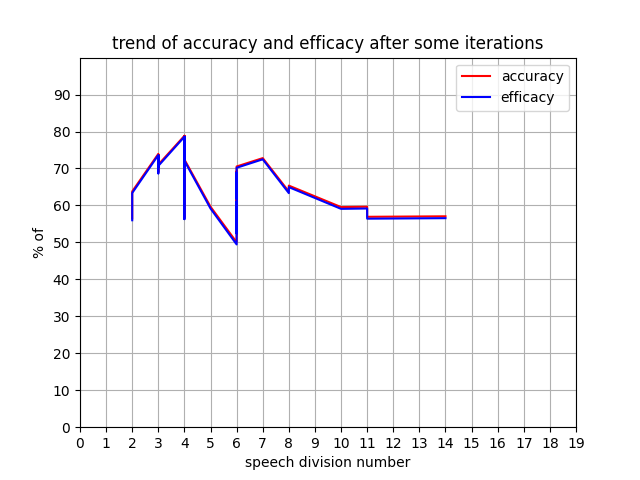 trend of accuracy and efficacy after some iterations
accuracy
efficacy
90
80
70
60
50
40
30
20
10
0
% of
0 1 2 3 4 5 6 7 8 9 10 11 12 13 14 15 16 17 18 19
speech division number